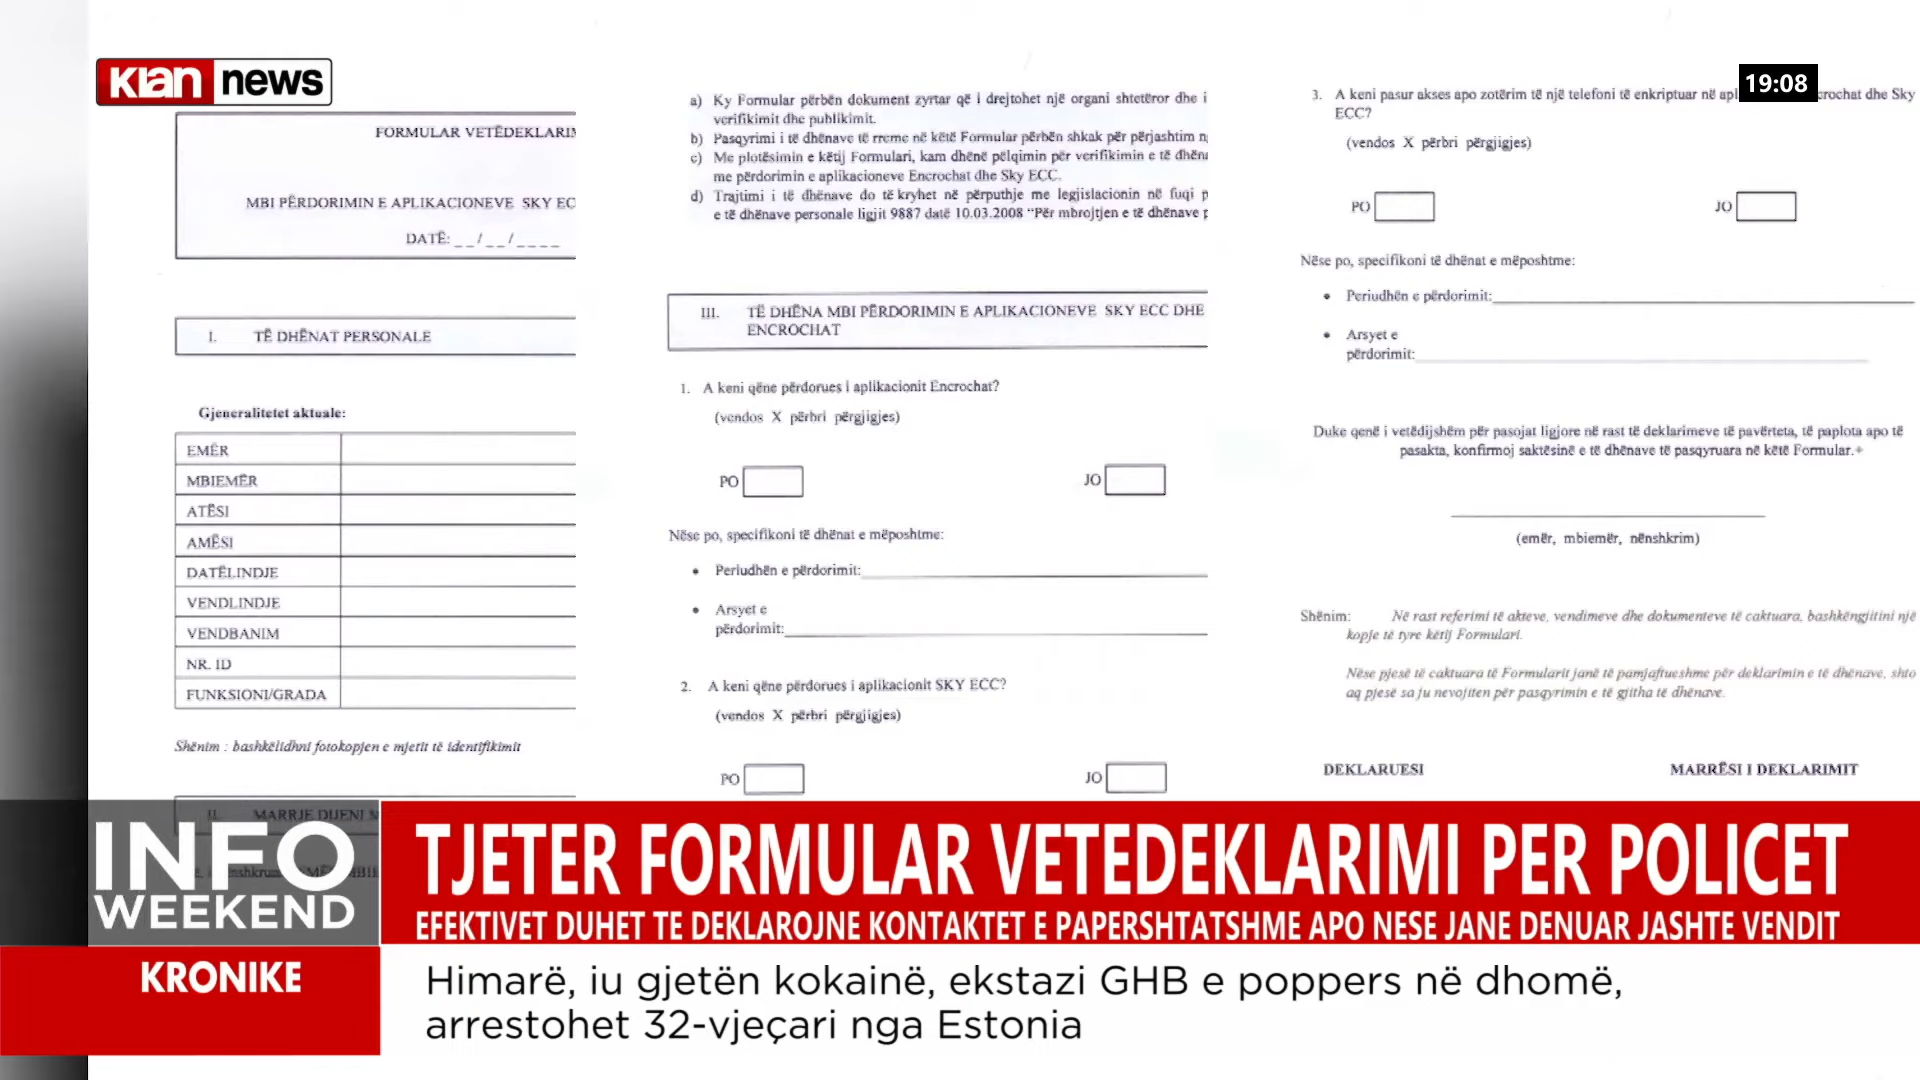 Klan news
19:08
FORMULAR VETËDEKLARIM
MBI PËRDORIMIN E APLIKACIONEVE SKY EC
DATË: _ _ / _ _ / _ _ _ _
I. TË DHËNAT PERSONALE
Gjeneralitetet aktuale:
EMËR
MBIEMËR
ATËSI
AMËSI
DATËLINDJE
VENDLINDJE
VENDBANIM
NR. ID
FUNKSIONI/GRADA
Shënim : bashkëlidhni fotokopjen e mjetit të identifikimit
II. MARRJE DIJENI M
a) Ky Formular përbën dokument zyrtar që i drejtohet një organi shtetëror dhe i
verifikimit dhe publikimit.
b) Pasqyrimi i të dhënave të rreme në këtë Formular përbën shkak për përjashtim n
c) Me plotësimin e këtij Formulari, kam dhënë pëlqimin për verifikimin e të dhën
me përdorimin e aplikacioneve Encrochat dhe Sky ECC.
d) Trajtimi i të dhënave do të kryhet në përputhje me legjislacionin në fuqi p
e të dhënave personale ligjit 9887 datë 10.03.2008 “Për mbrojtjen e të dhënave p
III. TË DHËNA MBI PËRDORIMIN E APLIKACIONEVE SKY ECC DHE
ENCROCHAT
1. A keni qëne përdorues i aplikacionit Encrochat?
(vendos X përbri përgjigjes)
PO JO
Nëse po, specifikoni të dhënat e mëposhtme:
• Periudhën e përdorimit:
• Arsyet e
përdorimit:
2. A keni qëne përdorues i aplikacionit SKY ECC?
(vendos X përbri përgjigjes)
PO JO
3. A keni pasur akses apo zotërim të një telefoni të enkriptuar në apl crochat dhe Sky
ECC?
(vendos X përbri përgjigjes)
PO JO
Nëse po, specifikoni të dhënat e mëposhtme:
• Periudhën e përdorimit:
• Arsyet e
përdorimit:
Duke qenë i vetëdijshëm për pasojat ligjore në rast të deklarimeve të pavërteta, të paplota apo të
pasakta, konfirmoj saktësinë e të dhënave të pasqyruara në këtë Formular.
(emër, mbiemër, nënshkrim)
Shënim: Në rast referimi të akteve, vendimeve dhe dokumenteve të caktuara, bashkëngjitini një
kopje të tyre këtij Formulari.
Nëse pjesë të caktuara të Formularit janë të pamjaftueshme për deklarimin e të dhënave, shto
aq pjesë sa ju nevojiten për pasqyrimin e të gjitha të dhënave.
DEKLARUESI MARRËSI I DEKLARIMIT
INFO
WEEKEND
TJETER FORMULAR VETEDEKLARIMI PER POLICET
EFEKTIVET DUHET TE DEKLAROJNE KONTAKTET E PAPERSHTATSHME APO NESE JANE DENUAR JASHTE VENDIT
KRONIKE
Himarë, iu gjetën kokainë, ekstazi GHB e poppers në dhomë,
arrestohet 32-vjeçari nga Estonia